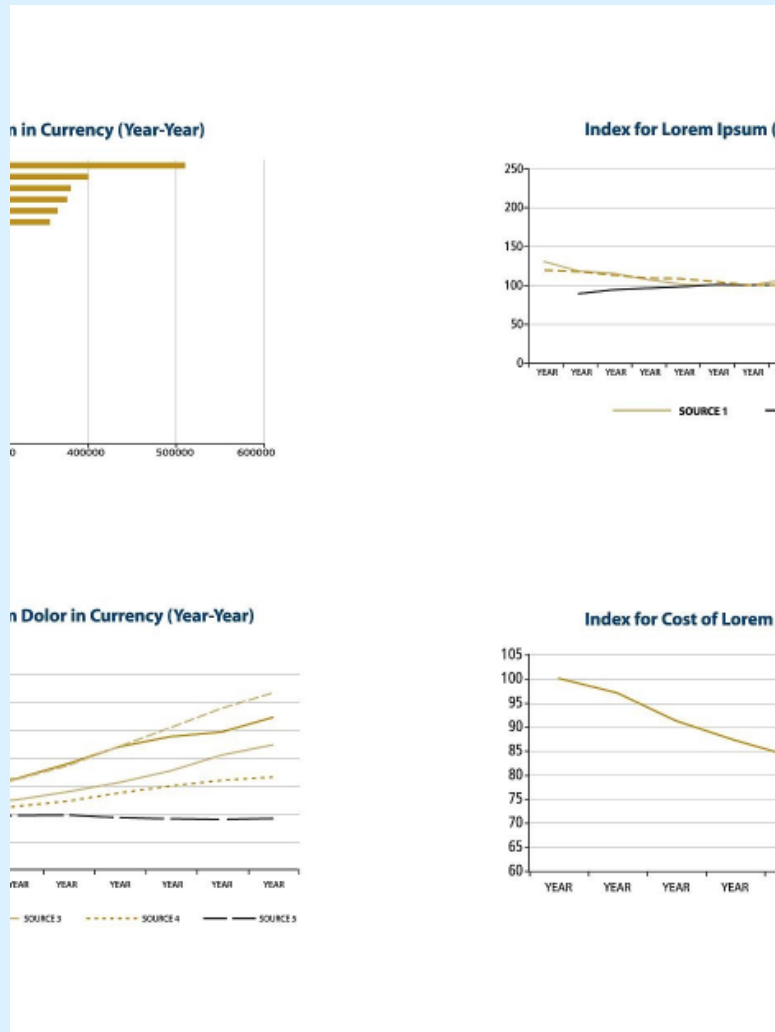 n in Currency (Year-Year)
0 400000 500000 600000
Index for Lorem Ipsum (
250
200
150
100
50
0
YEAR YEAR YEAR YEAR YEAR YEAR YEAR
SOURCE 1
n Dolor in Currency (Year-Year)
YEAR YEAR YEAR YEAR YEAR YEAR
SOURCE 3 SOURCE 4 SOURCE 5
Index for Cost of Lorem
105
100
95
90
85
80
75
70
65
60
YEAR YEAR YEAR YEAR